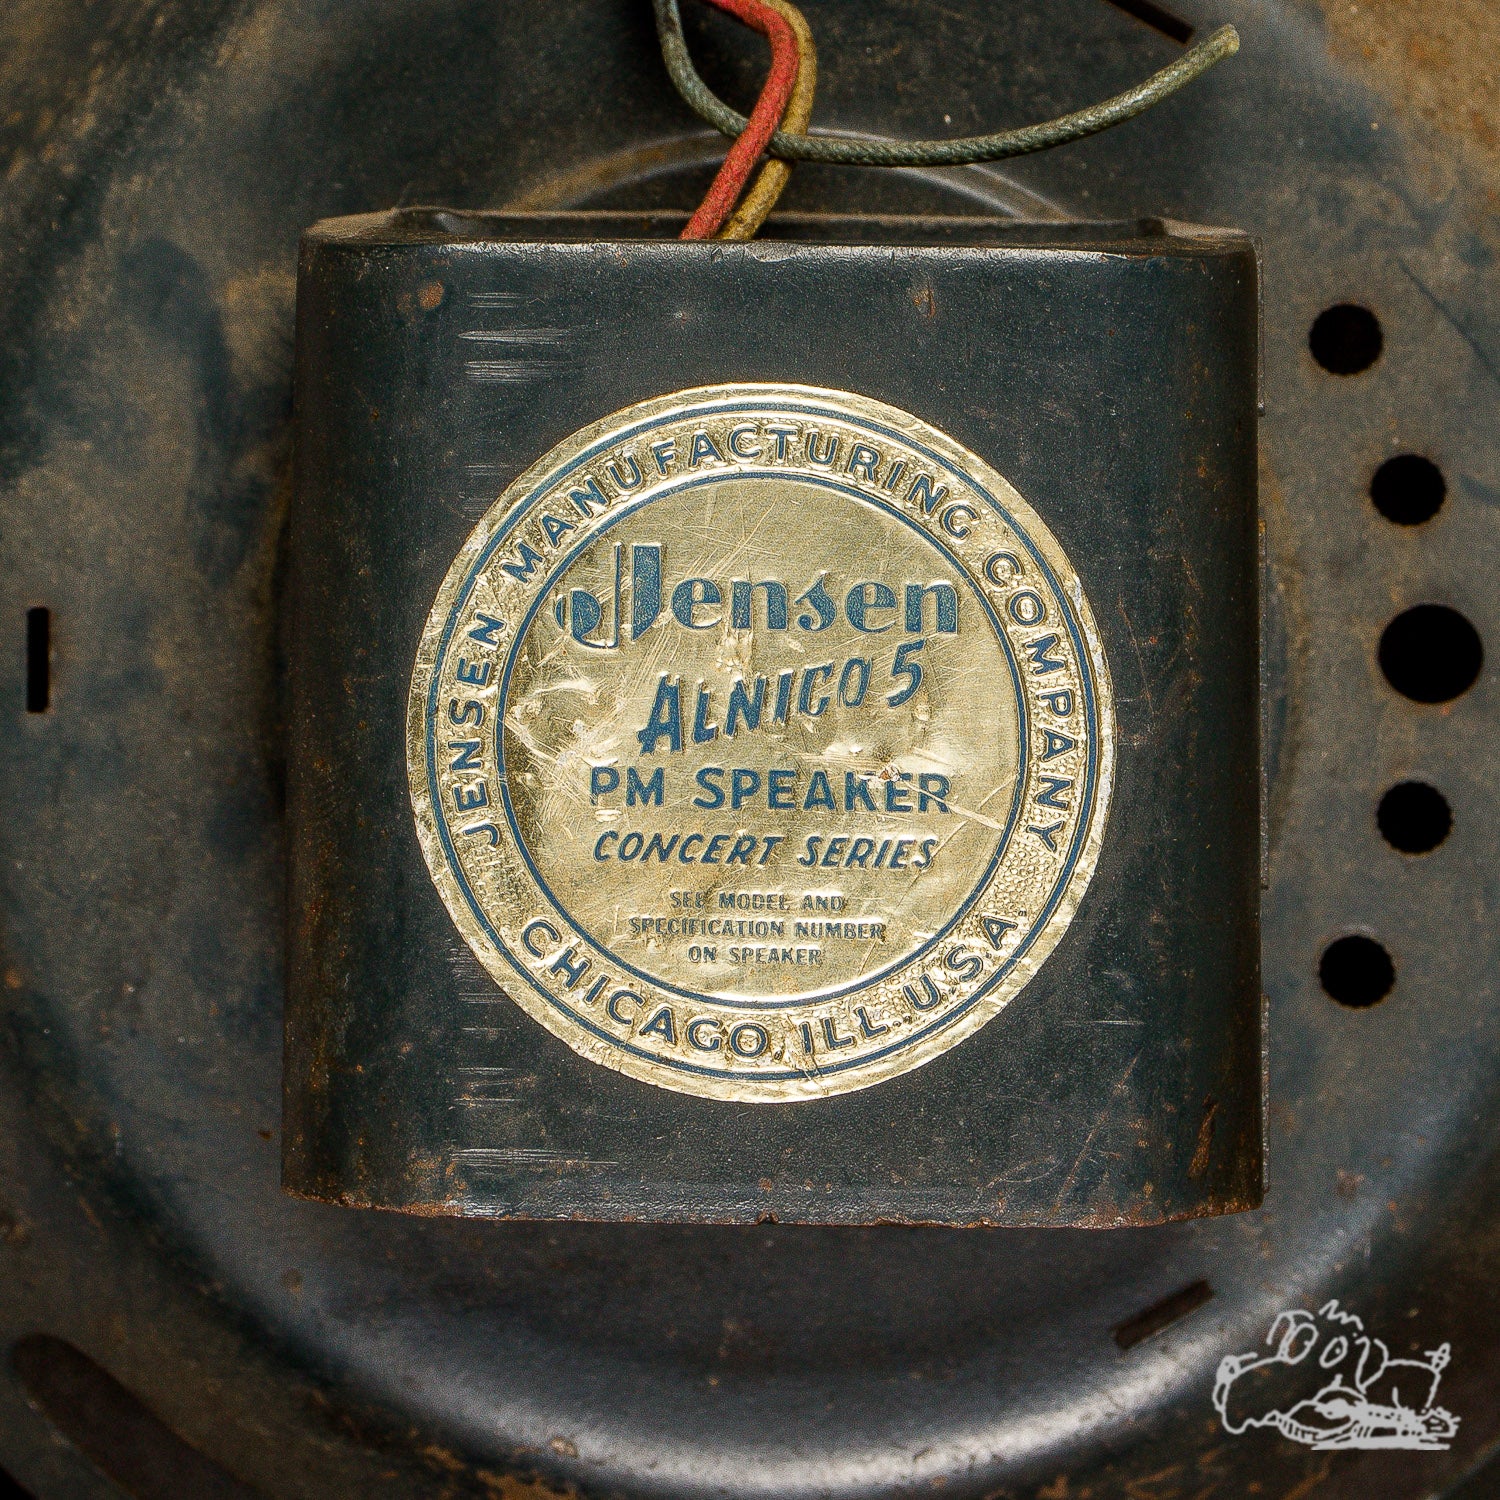 JENSEN MANUFACTURING COMPANY
Jensen
ALNICO 5
PM SPEAKER
CONCERT SERIES
SEE MODEL AND
SPECIFICATION NUMBER
ON SPEAKER
CHICAGO, ILL. U.S.A.